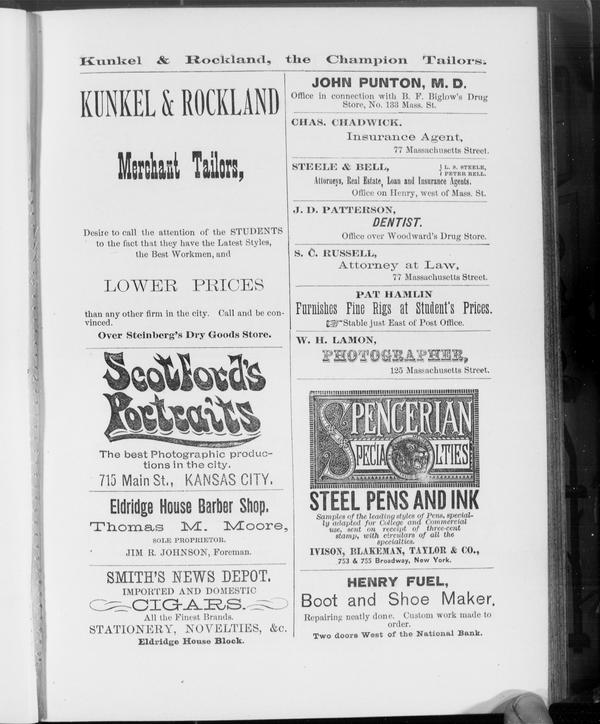 Kunkel & Rockland, the Champion Tailors.
KUNKEL & ROCKLAND
Merchant Tailors,
Desire to call the attention of the STUDENTS
to the fact that they have the Latest Styles,
the Best Workmen, and
LOWER PRICES
than any other firm in the city. Call and be con-
vinced.
Over Steinberg's Dry Goods Store.
Scotford's
Portraits
The best Photographic produc-
tions in the city.
715 Main St., KANSAS CITY.
Eldridge House Barber Shop.
Thomas M. Moore,
SOLE PROPRIETOR.
JIM R. JOHNSON, Foreman.
SMITH'S NEWS DEPOT.
IMPORTED AND DOMESTIC
CIGARS.
All the Finest Brands.
STATIONERY, NOVELTIES, &c.
Eldridge House Block.
JOHN PUNTON, M. D.
Office in connection with B. F. Biglow's Drug
Store, No. 133 Mass. St.
CHAS. CHADWICK.
Insurance Agent,
77 Massachusetts Street.
STEELE & BELL, { L. S. STEELE,
{ PETER BELL.
Attorneys, Real Estate, Loan and Insurance Agents.
Office on Henry, west of Mass. St.
J. D. PATTERSON,
DENTIST.
Office over Woodward's Drug Store.
S. C. RUSSELL,
Attorney at Law,
77 Massachusetts Street.
PAT HAMLIN
Furnishes Fine Rigs at Student's Prices.
☞Stable just East of Post Office.
W. H. LAMON,
PHOTOGRAPHER,
125 Massachusetts Street.
SPENCERIAN
SPECIALTIES
STEEL PENS AND INK
Samples of the leading styles of Pens, special-
ly adapted for College and Commercial
use, sent on receipt of three-cent
stamp, with circulars of all the
specialties.
IVISON, BLAKEMAN, TAYLOR & CO.,
753 & 755 Broadway, New York.
HENRY FUEL,
Boot and Shoe Maker.
Repairing neatly done. Custom work made to
order.
Two doors West of the National Bank.